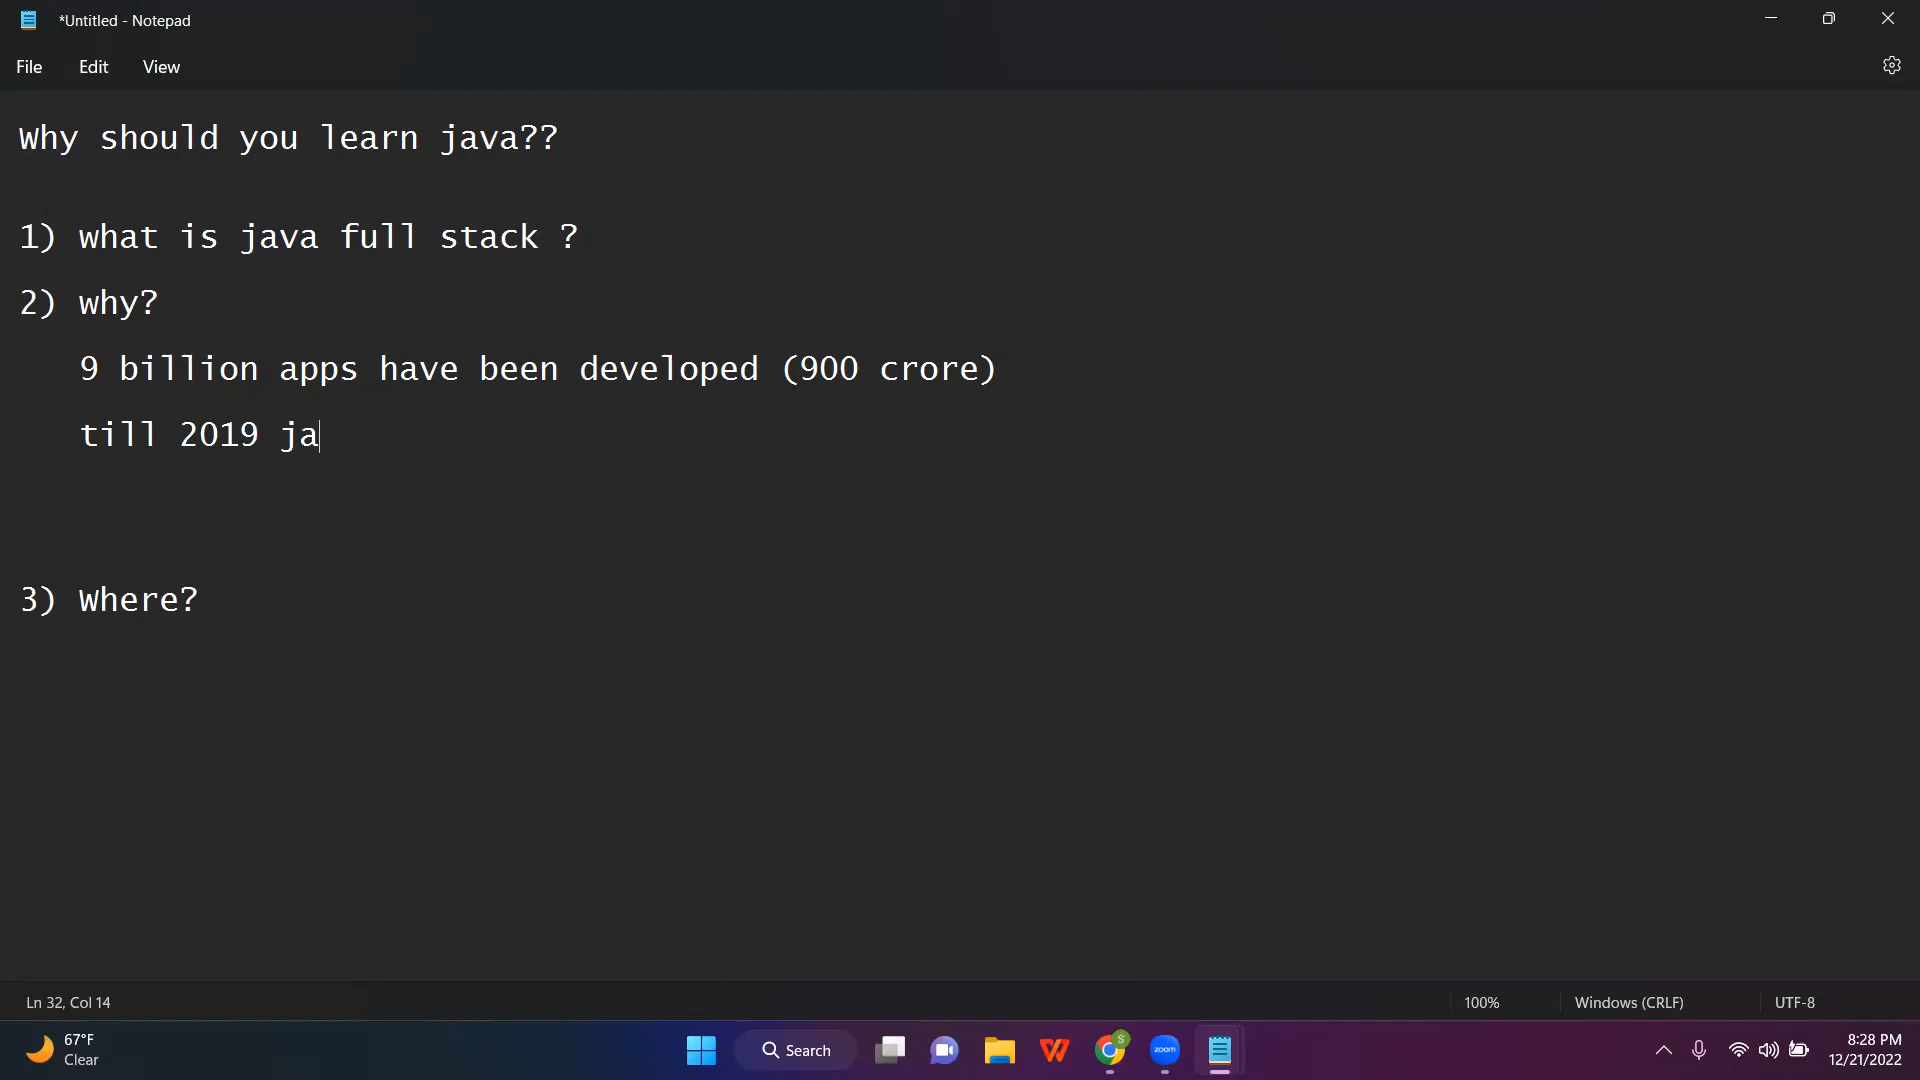 *Untitled - Notepad
File Edit View
Why should you learn java??
1) what is java full stack ?
2) why?
9 billion apps have been developed (900 crore)
till 2019 ja
3) Where?
Ln 32, Col 14 100% Windows (CRLF) UTF-8
67°F
Clear
Search
S
zoom
8:28 PM
12/21/2022